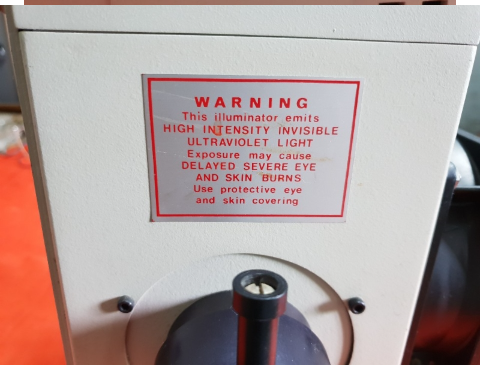 WARNING
This illuminator emits
HIGH INTENSITY INVISIBLE
ULTRAVIOLET LIGHT
Exposure may cause
DELAYED SEVERE EYE
AND SKIN BURNS
Use protective eye
and skin covering